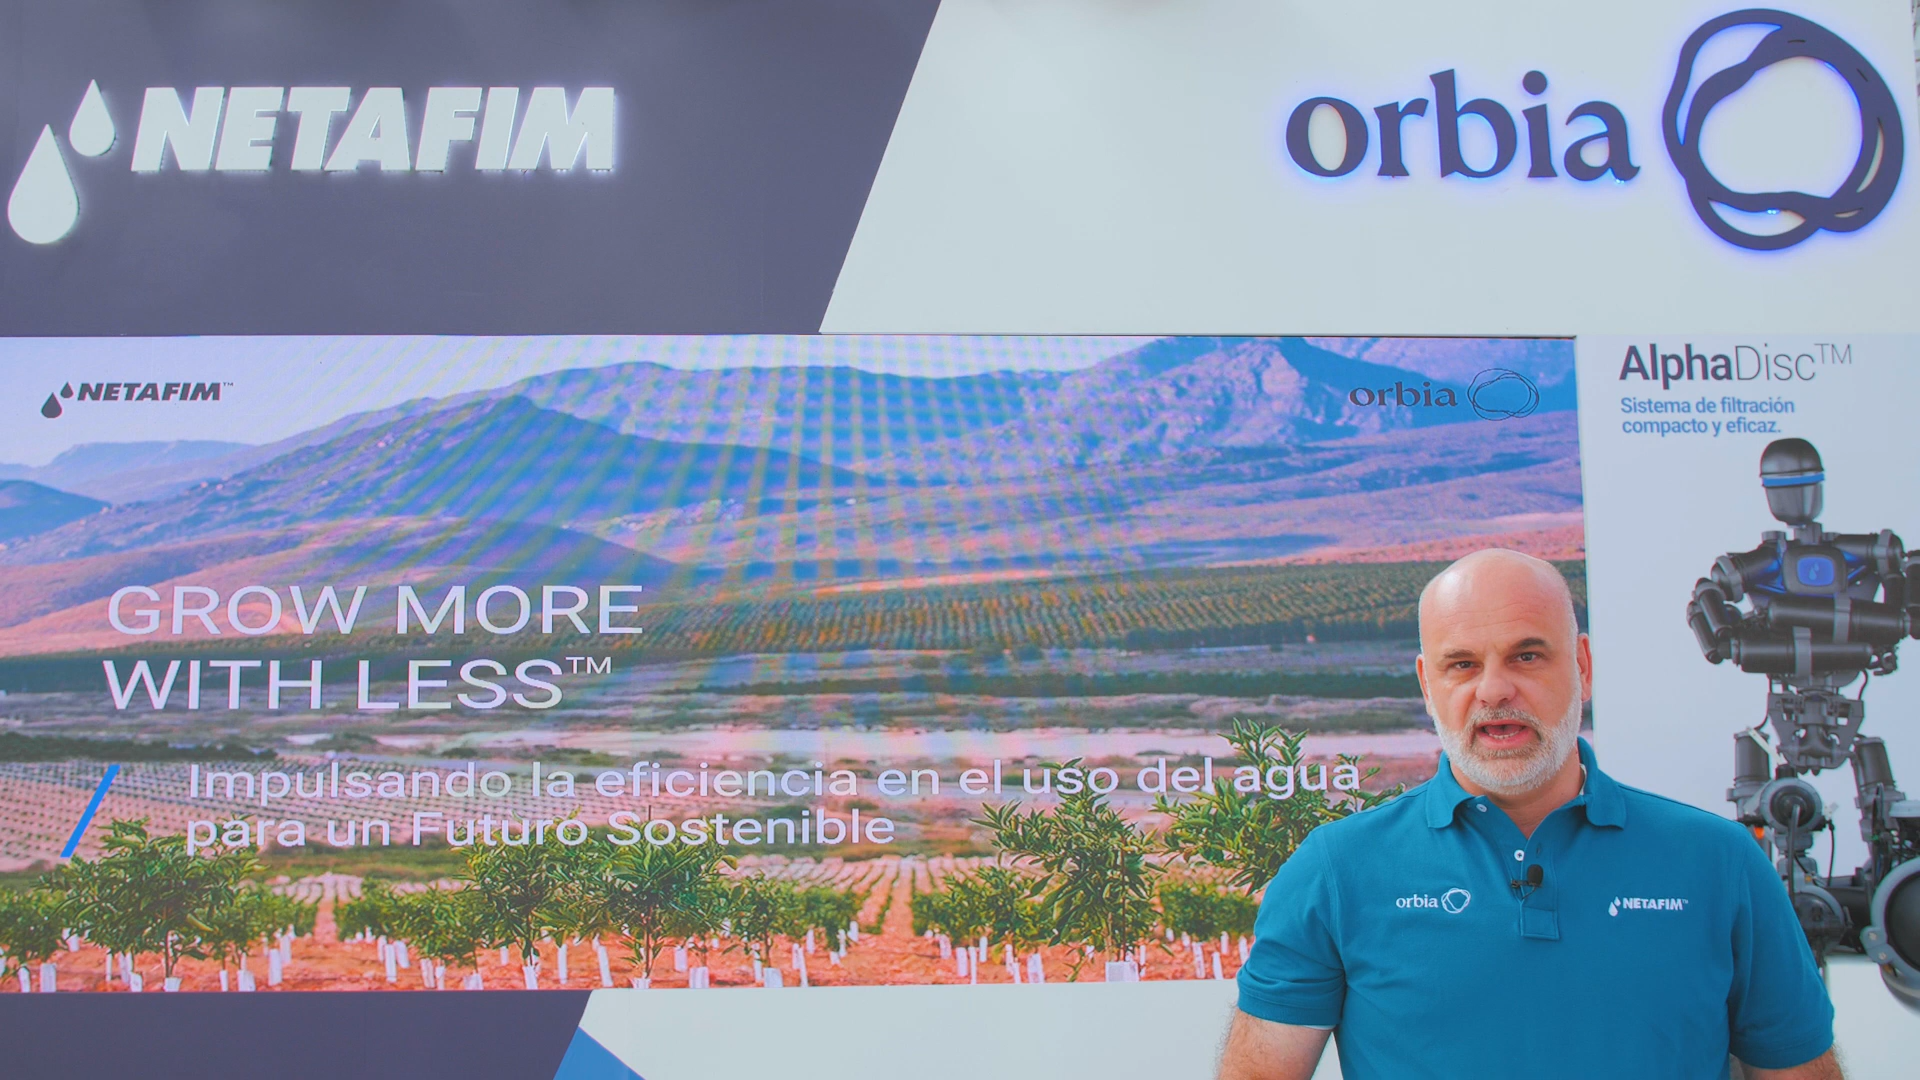 NETAFIM
orbia
NETAFIM™
orbia
AlphaDisc™
Sistema de filtración
compacto y eficaz.
GROW MORE
WITH LESS™
Impulsando la eficiencia en el uso del agua
para un Futuro Sostenible
orbia
NETAFIM™